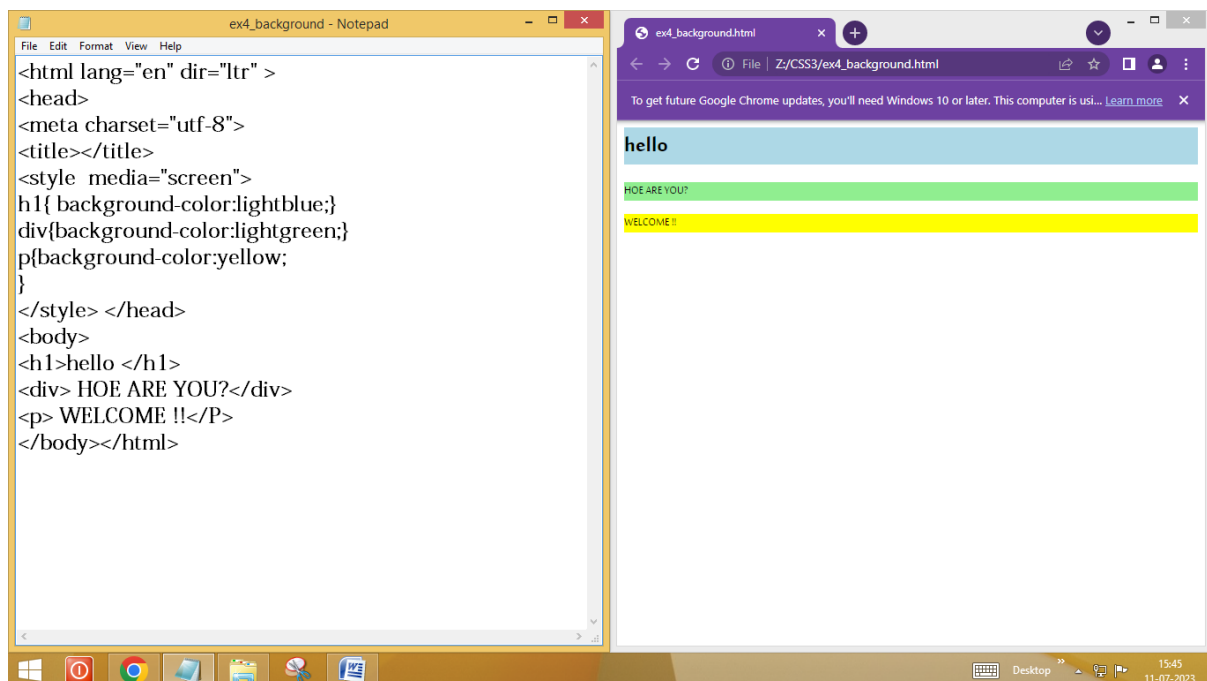 ex4_background - Notepad
File Edit Format View Help
<html lang="en" dir="ltr" >
<head>
<meta charset="utf-8">
<title></title>
<style  media="screen">
h1{ background-color:lightblue;}
div{background-color:lightgreen;}
p{background-color:yellow;
}
</style> </head>
<body>
<h1>hello </h1>
<div> HOE ARE YOU?</div>
<p> WELCOME !!</P>
</body></html>
ex4_background.html
File | Z:/CSS3/ex4_background.html
To get future Google Chrome updates, you'll need Windows 10 or later. This computer is usi... Learn more
hello
HOE ARE YOU?
WELCOME !!
Desktop
15:45
11-07-2023